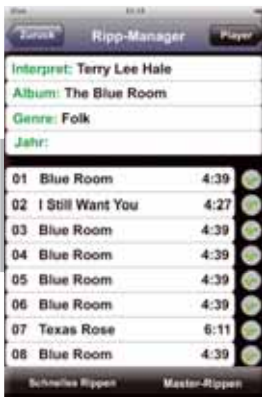 Zurück Ripp-Manager Player
Interpret: Terry Lee Hale
Album: The Blue Room
Genre: Folk
Jahr:
01 Blue Room 4:39
02 I Still Want You 4:27
03 Blue Room 4:39
04 Blue Room 4:39
05 Blue Room 4:39
06 Blue Room 4:39
07 Texas Rose 6:11
08 Blue Room 4:39
Schnelles Rippen Master-Rippen